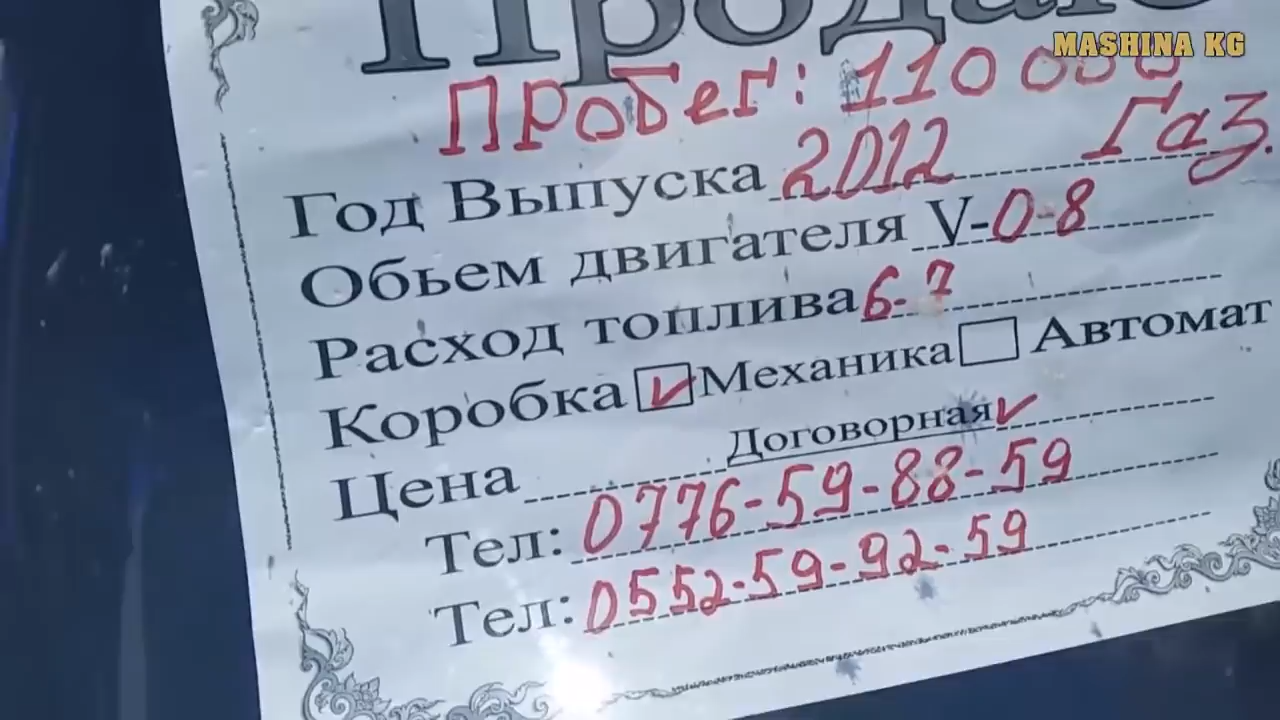 Продаю
MASHINA KG
Пробег: 110 000
Год Выпуска 2012 Газ.
Обьем двигателя V-0-8
Расход топлива 6-7
Коробка ✓ Механика Автомат
Цена Договорная ✓
Тел: 0776-59-88-59
Тел: 0552-59-92-59